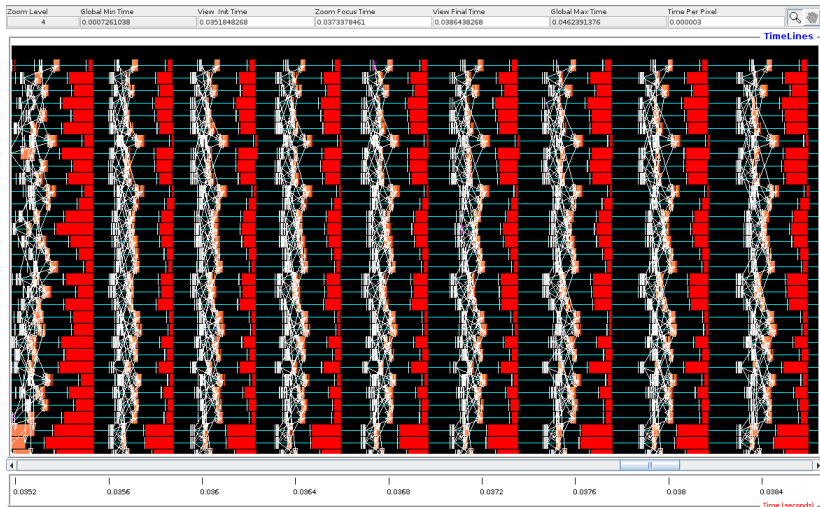 Zoom Level Global Min Time View Init Time Zoom Focus Time View Final Time Global Max Time Time Per Pixel
4 0.0007261038 0.0351848268 0.0373378461 0.0386438268 0.0462391376 0.000003
TimeLines
0.0352 0.0356 0.036 0.0364 0.0368 0.0372 0.0376 0.038 0.0384
Time (seconds)